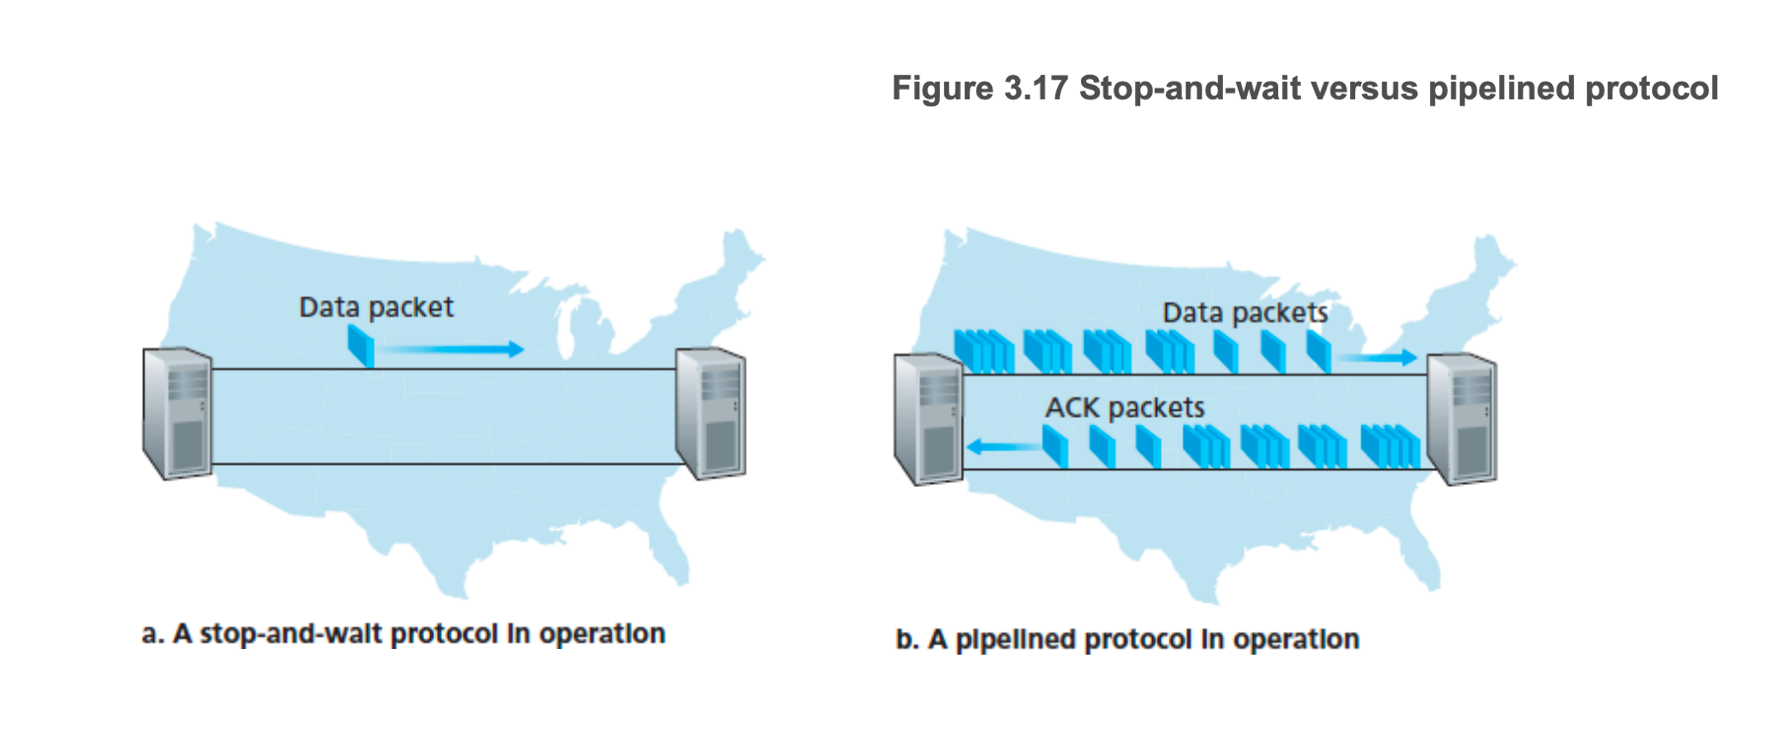 Figure 3.17 Stop-and-wait versus pipelined protocol
Data packet
a. A stop-and-wait protocol in operation
Data packets
ACK packets
b. A pipelined protocol in operation